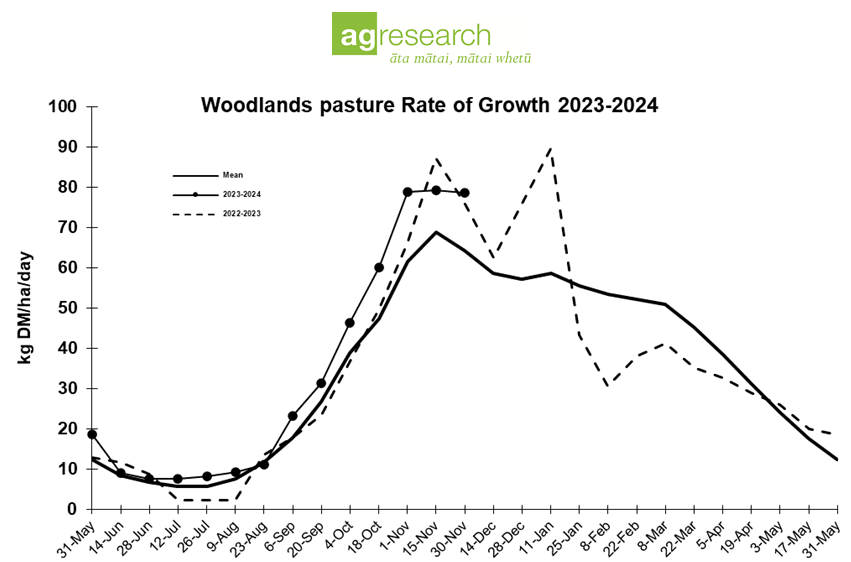 agresearch
āta mātai, mātai whetū
Woodlands pasture Rate of Growth 2023-2024
Mean
2023-2024
2022-2023
kg DM/ha/day
100
90
80
70
60
50
40
30
20
10
0
31-May
14-Jun
28-Jun
12-Jul
26-Jul
9-Aug
23-Aug
6-Sep
20-Sep
4-Oct
18-Oct
1-Nov
15-Nov
30-Nov
14-Dec
28-Dec
11-Jan
25-Jan
8-Feb
22-Feb
8-Mar
22-Mar
5-Apr
19-Apr
3-May
17-May
31-May